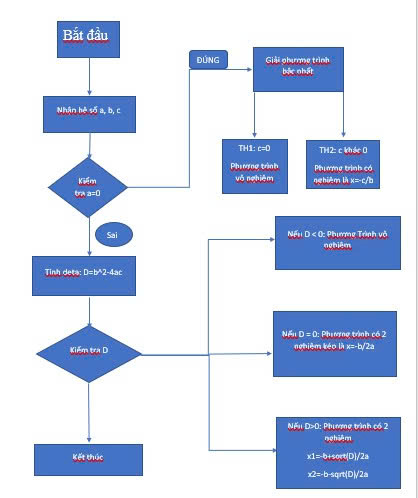 Bắt đầu
ĐÚNG
Giải phương trình
bậc nhất
Nhân hê số a, b, c
TH1: c=0
Phương trình
vô nghiệm
TH2: c khác 0
Phương trình có
nghiệm là x=-c/b
Kiểm
tra a=0
Sai
Nếu D < 0: Phương Trình vô
nghiệm
Tính deta: D=b^2-4ac
Nếu D = 0: Phương trình có 2
nghiệm kép là x=-b/2a
Kiểm tra D
Nếu D>0: Phương trình có 2
nghiệm
x1=-b+sqrt(D)/2a
x2=-b-sqrt(D)/2a
Kết thúc